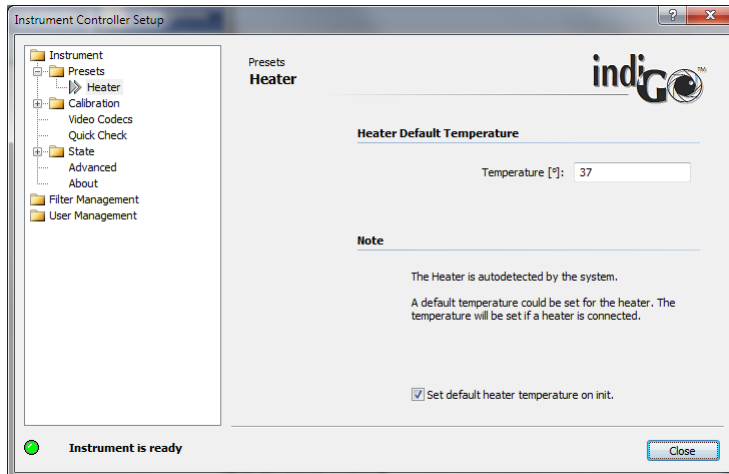 Instrument Controller Setup
Instrument
Presets
Heater
Calibration
Video Codecs
Quick Check
State
Advanced
About
Filter Management
User Management
Presets
Heater
indiGo™
Heater Default Temperature
Temperature [°]: 37
Note
The Heater is autodetected by the system.
A default temperature could be set for the heater. The
temperature will be set if a heater is connected.
Set default heater temperature on init.
Instrument is ready
Close